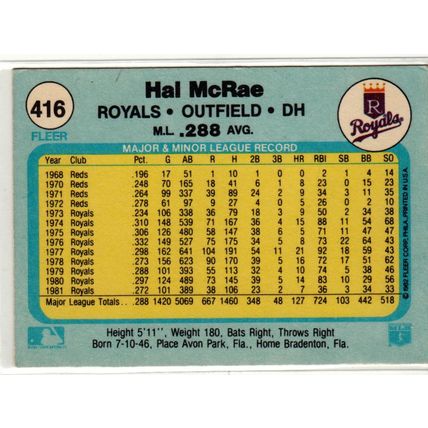 416
FLEER
Hal McRae
ROYALS • OUTFIELD • DH
M.L. .288 AVG.
R
Royals
MAJOR & MINOR LEAGUE RECORD
Year Club Pct. G AB R H 2B 3B HR RBI SB BB SO
1968 Reds .196 17 51 1 10 1 0 0 2 1 4 14
1970 Reds .248 70 165 18 41 6 1 8 23 0 15 23
1971 Reds .264 99 337 39 89 24 2 9 34 3 11 35
1972 Reds .278 61 97 9 27 4 0 5 26 0 2 10
1973 Royals .234 106 338 36 79 18 3 9 50 2 34 38
1974 Royals .310 148 539 71 167 36 4 15 88 11 54 68
1975 Royals .306 126 480 58 147 38 6 5 71 11 47 47
1976 Royals .332 149 527 75 175 34 5 8 73 22 64 43
1977 Royals .298 162 641 104 191 54 11 21 92 18 59 43
1978 Royals .273 156 623 90 170 39 5 16 72 17 51 62
1979 Royals .288 101 393 55 113 32 4 10 74 5 38 46
1980 Royals .297 124 489 73 145 39 5 14 83 10 29 56
1981 Royals .272 101 389 38 106 23 2 7 36 3 34 33
Major League Totals .288 1420 5069 667 1460 348 48 127 724 103 442 518
© 1982 FLEER CORP. PHILA. PRINTED IN U.S.A.
Height 5'11", Weight 180, Bats Right, Throws Right
Born 7-10-46, Place Avon Park, Fla., Home Bradenton, Fla.